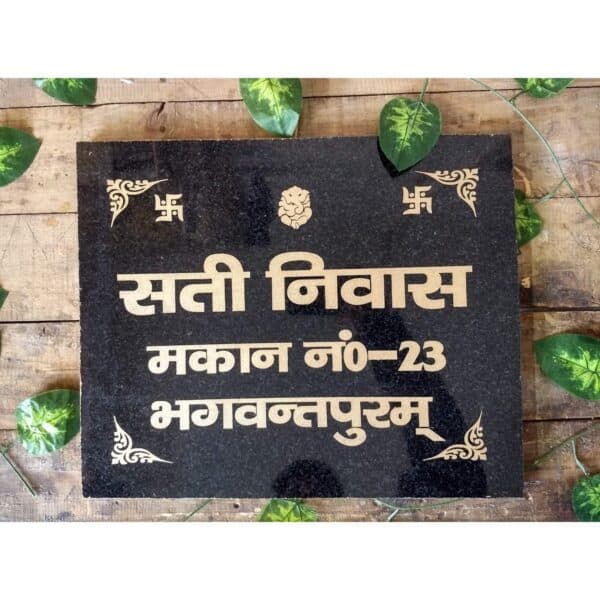 सती निवास
मकान नं0-23
भगवन्तपुरम्